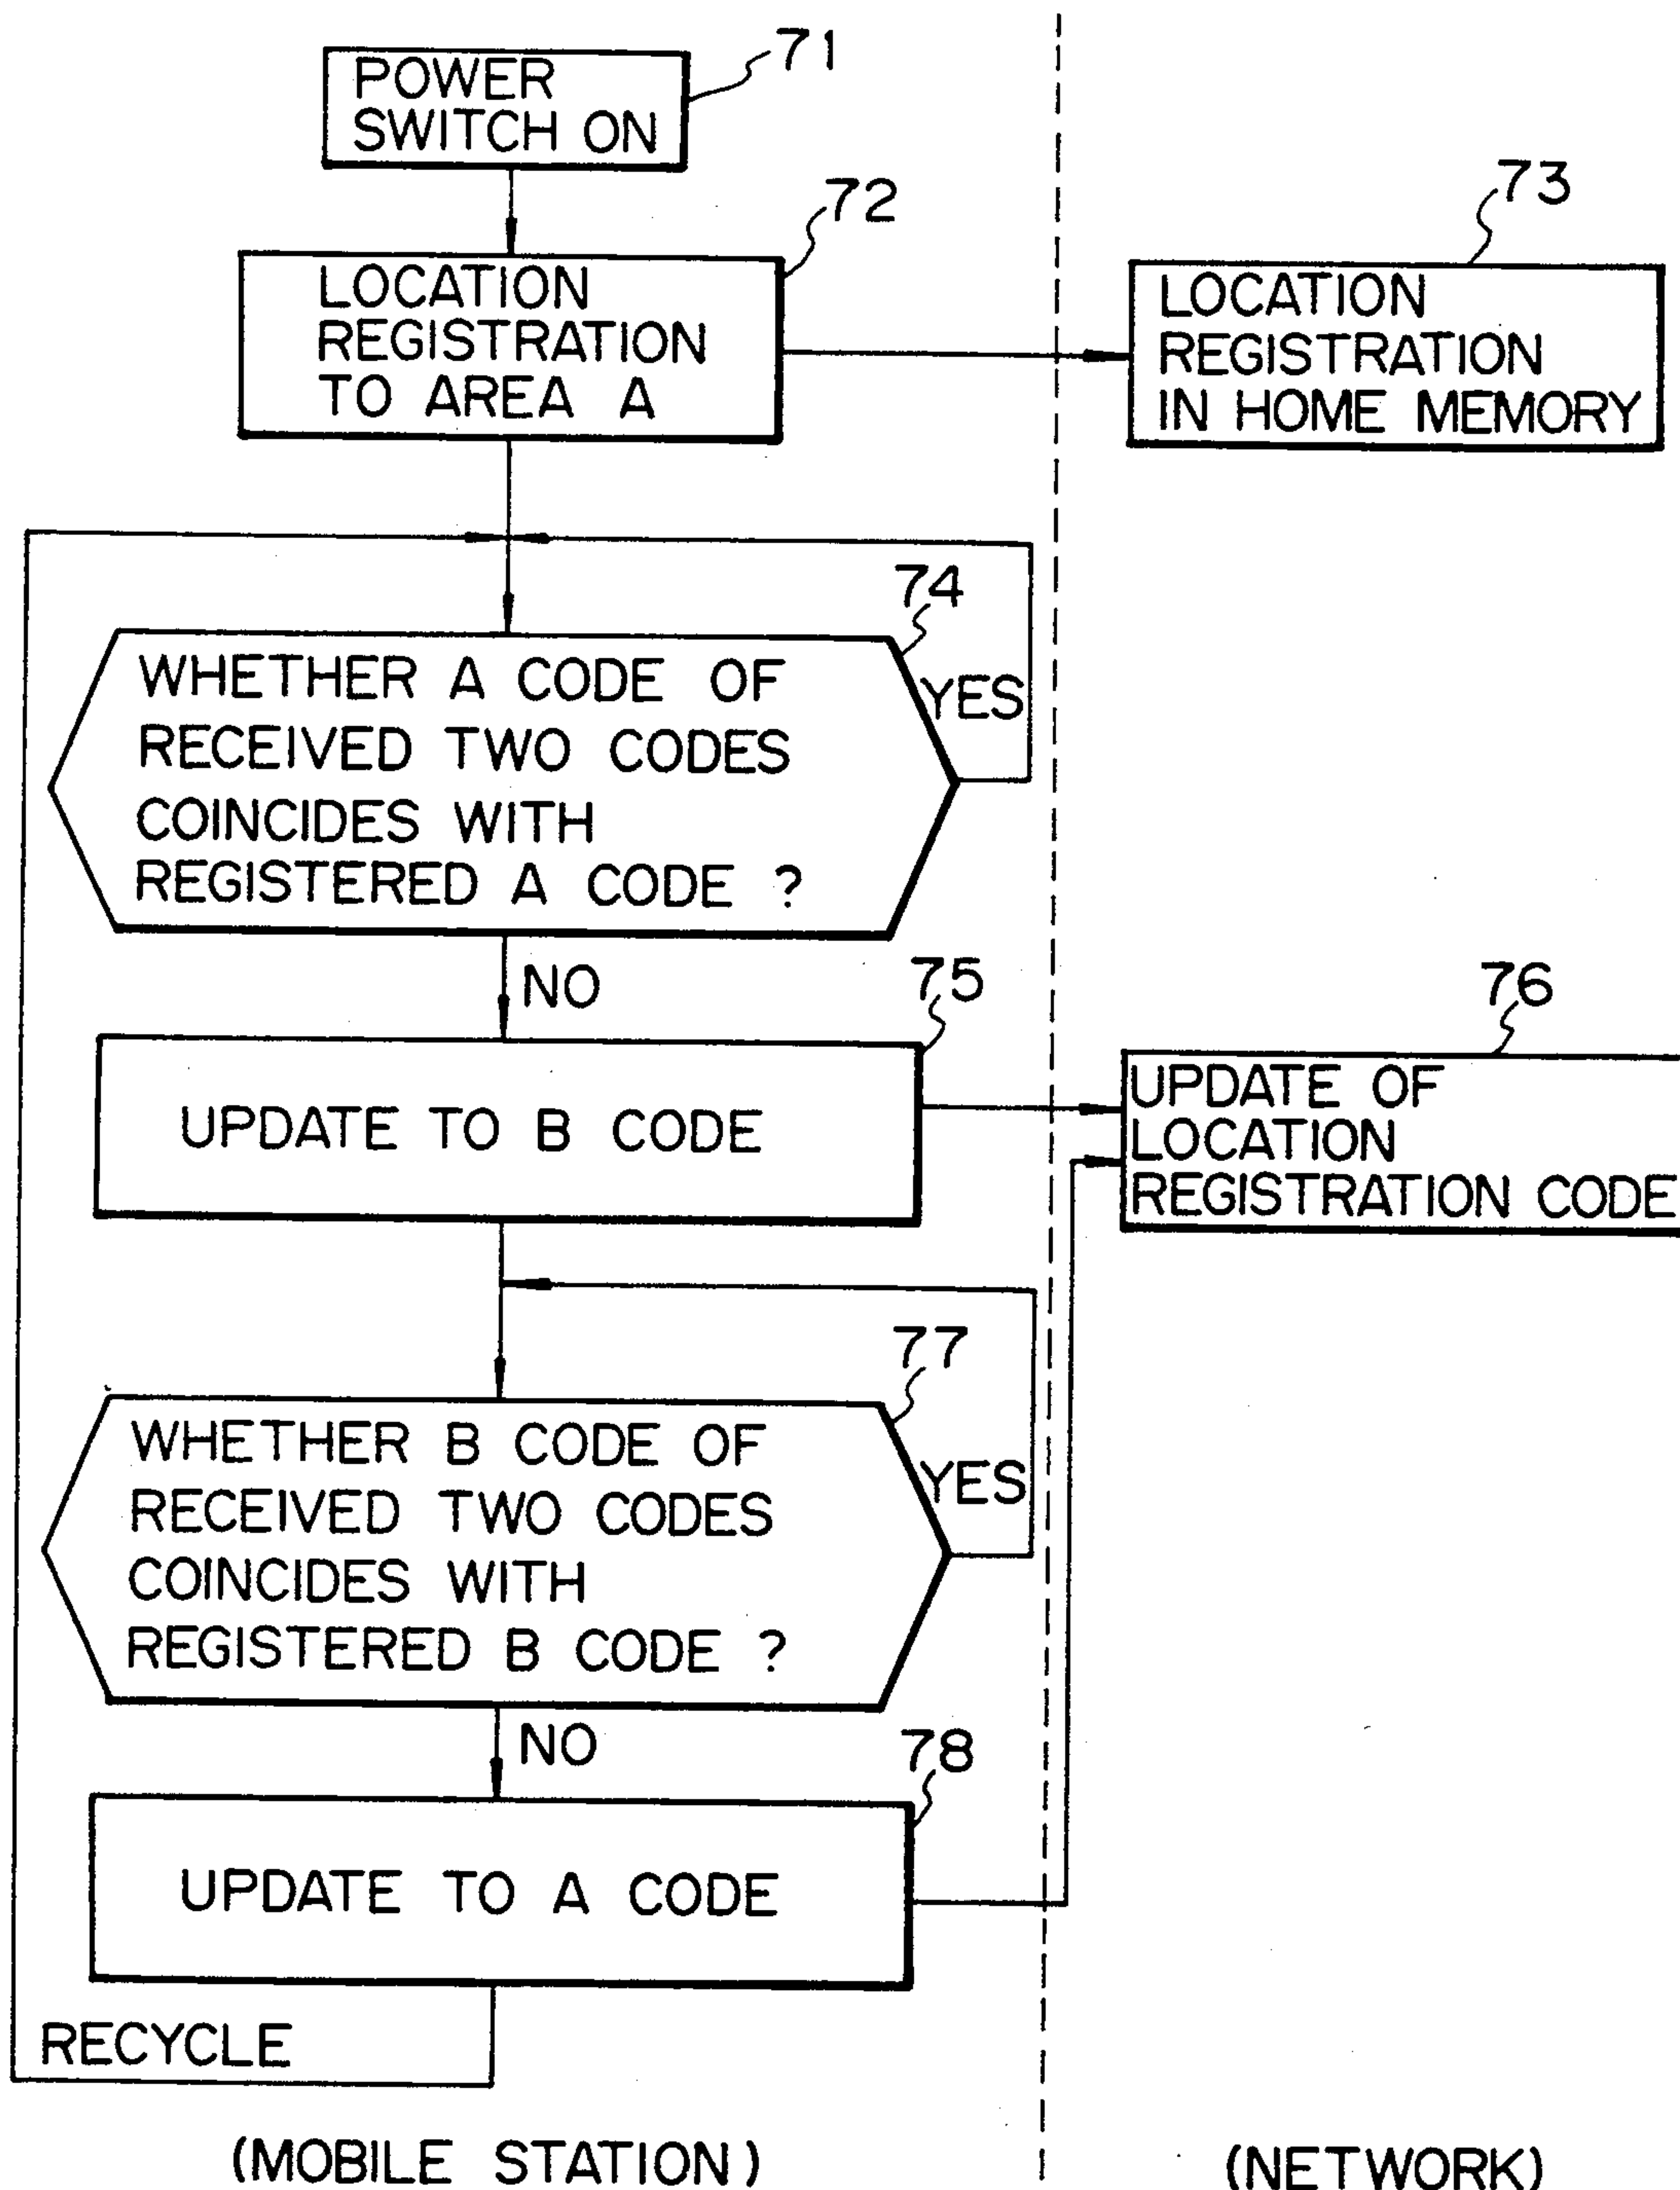 71
POWER
SWITCH ON
72
73
LOCATION
REGISTRATION
TO AREA A
LOCATION
REGISTRATION
IN HOME MEMORY
74
WHETHER A CODE OF
RECEIVED TWO CODES
COINCIDES WITH
REGISTERED A CODE ?
YES
NO
75
76
UPDATE TO B CODE
UPDATE OF
LOCATION
REGISTRATION CODE
77
WHETHER B CODE OF
RECEIVED TWO CODES
COINCIDES WITH
REGISTERED B CODE ?
YES
NO
78
UPDATE TO A CODE
RECYCLE
(MOBILE STATION)
(NETWORK)